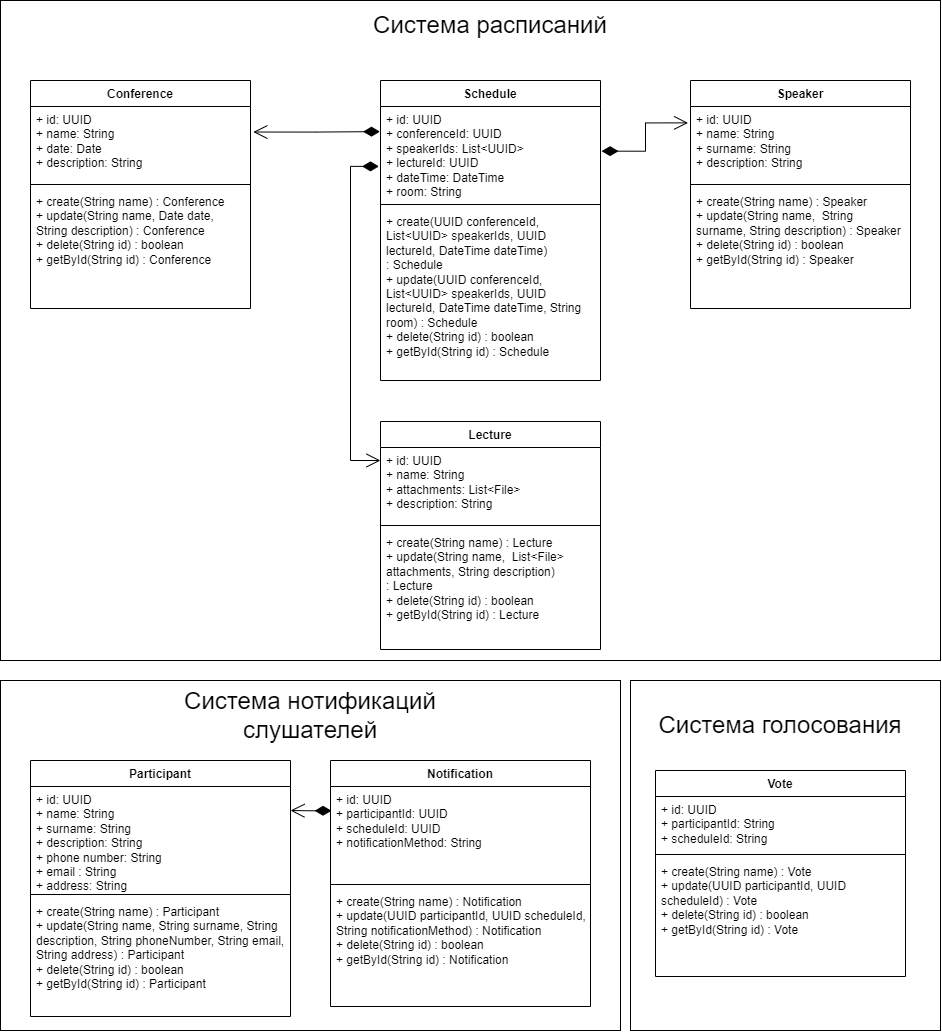 Система расписаний
Conference
+ id: UUID
+ name: String
+ date: Date
+ description: String
+ create(String name) : Conference
+ update(String name, Date date,
String description) : Conference
+ delete(String id) : boolean
+ getById(String id) : Conference
Schedule
+ id: UUID
+ conferenceId: UUID
+ speakerIds: List<UUID>
+ lectureId: UUID
+ dateTime: DateTime
+ room: String
+ create(UUID conferenceId,
List<UUID> speakerIds, UUID
lectureId, DateTime dateTime)
: Schedule
+ update(UUID conferenceId,
List<UUID> speakerIds, UUID
lectureId, DateTime dateTime, String
room) : Schedule
+ delete(String id) : boolean
+ getById(String id) : Schedule
Speaker
+ id: UUID
+ name: String
+ surname: String
+ description: String
+ create(String name) : Speaker
+ update(String name, String
surname, String description) : Speaker
+ delete(String id) : boolean
+ getById(String id) : Speaker
Lecture
+ id: UUID
+ name: String
+ attachments: List<File>
+ description: String
+ create(String name) : Lecture
+ update(String name, List<File>
attachments, String description)
: Lecture
+ delete(String id) : boolean
+ getById(String id) : Lecture
Система нотификаций
слушателей
Participant
+ id: UUID
+ name: String
+ surname: String
+ description: String
+ phone number: String
+ email : String
+ address: String
+ create(String name) : Participant
+ update(String name, String surname, String
description, String phoneNumber, String email,
String address) : Participant
+ delete(String id) : boolean
+ getById(String id) : Participant
Notification
+ id: UUID
+ participantId: UUID
+ scheduleId: UUID
+ notificationMethod: String
+ create(String name) : Notification
+ update(UUID participantId, UUID scheduleId,
String notificationMethod) : Notification
+ delete(String id) : boolean
+ getById(String id) : Notification
Система голосования
Vote
+ id: UUID
+ participantId: String
+ scheduleId: String
+ create(String name) : Vote
+ update(UUID participantId, UUID
scheduleId) : Vote
+ delete(String id) : boolean
+ getById(String id) : Vote